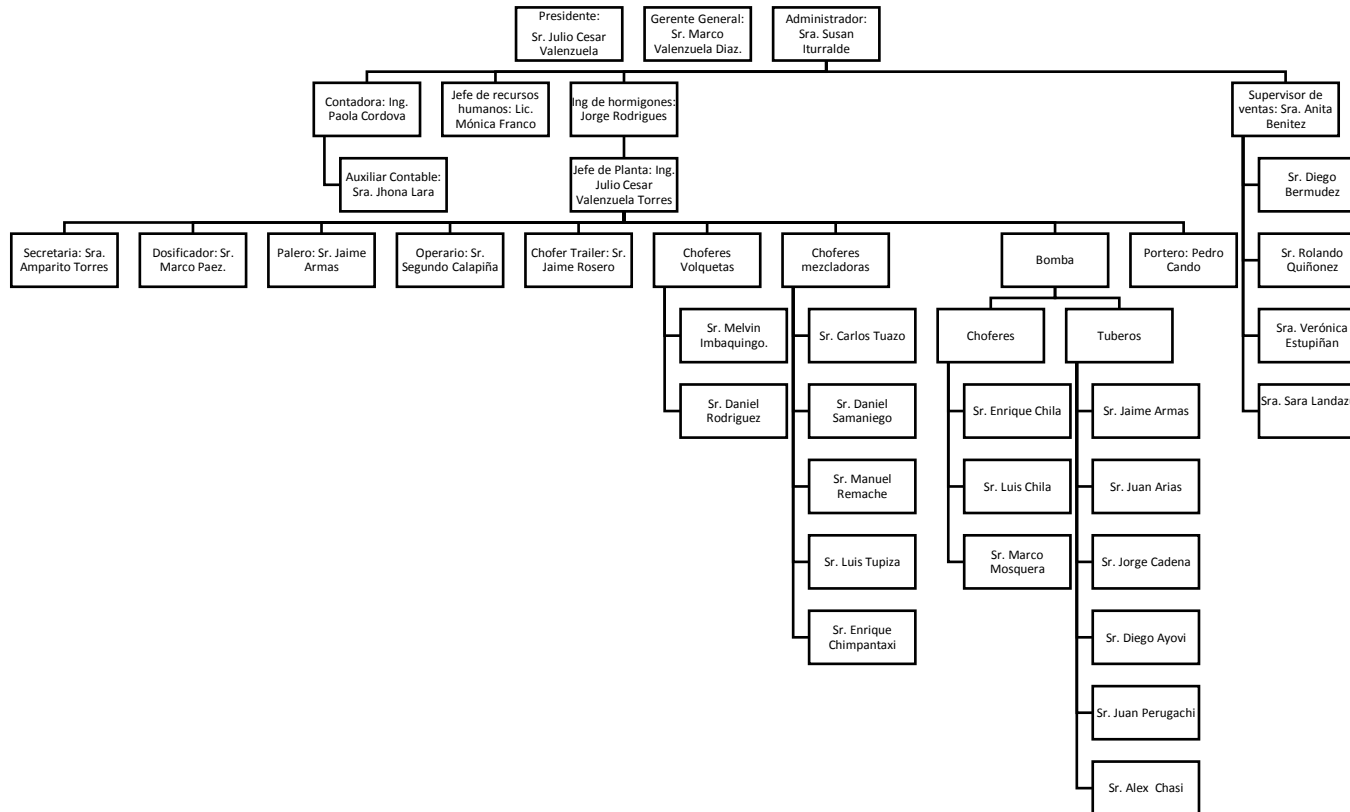 Presidente:
Sr. Julio Cesar
Valenzuela
Gerente General:
Sr. Marco
Valenzuela Diaz.
Administrador:
Sra. Susan
Iturralde
Contadora: Ing.
Paola Cordova
Jefe de recursos
humanos: Lic.
Mónica Franco
Ing de hormigones:
Jorge Rodrigues
Supervisor de
ventas: Sra. Anita
Benitez
Auxiliar Contable:
Sra. Jhona Lara
Jefe de Planta: Ing.
Julio Cesar
Valenzuela Torres
Sr. Diego
Bermudez
Secretaria: Sra.
Amparito Torres
Dosificador: Sr.
Marco Paez.
Palero: Sr. Jaime
Armas
Operario: Sr.
Segundo Calapiña
Chofer Trailer: Sr.
Jaime Rosero
Choferes
Volquetas
Choferes
mezcladoras
Bomba
Portero: Pedro
Cando
Sr. Rolando
Quiñonez
Sr. Melvin
Imbaquingo.
Sr. Carlos Tuazo
Choferes
Tuberos
Sra. Verónica
Estupiñan
Sr. Daniel
Rodriguez
Sr. Daniel
Samaniego
Sr. Enrique Chila
Sr. Jaime Armas
Sra. Sara
Sr. Manuel
Remache
Sr. Luis Chila
Sr. Juan Arias
Sr. Luis Tupiza
Sr. Marco
Mosquera
Sr. Jorge Cadena
Sr. Enrique
Chimpantaxi
Sr. Diego Ayovi
Sr. Juan Perugachi
Sr. Alex Chasi